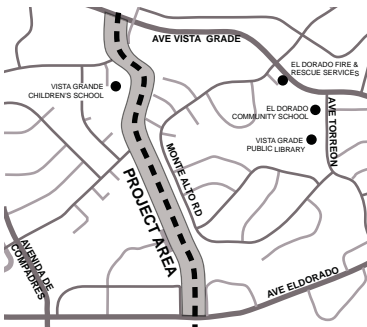 AVE VISTA GRADE
EL DORADO FIRE &
RESCUE SERVICES
VISTA GRANDE
CHILDREN'S SCHOOL
EL DORADO
COMMUNITY SCHOOL
AVE TORREÓN
VISTA GRADE
PUBLIC LIBRARY
MONTE ALTO RD
PROJECT AREA
AVENIDA DE
COMPADRES
AVE ELDORADO